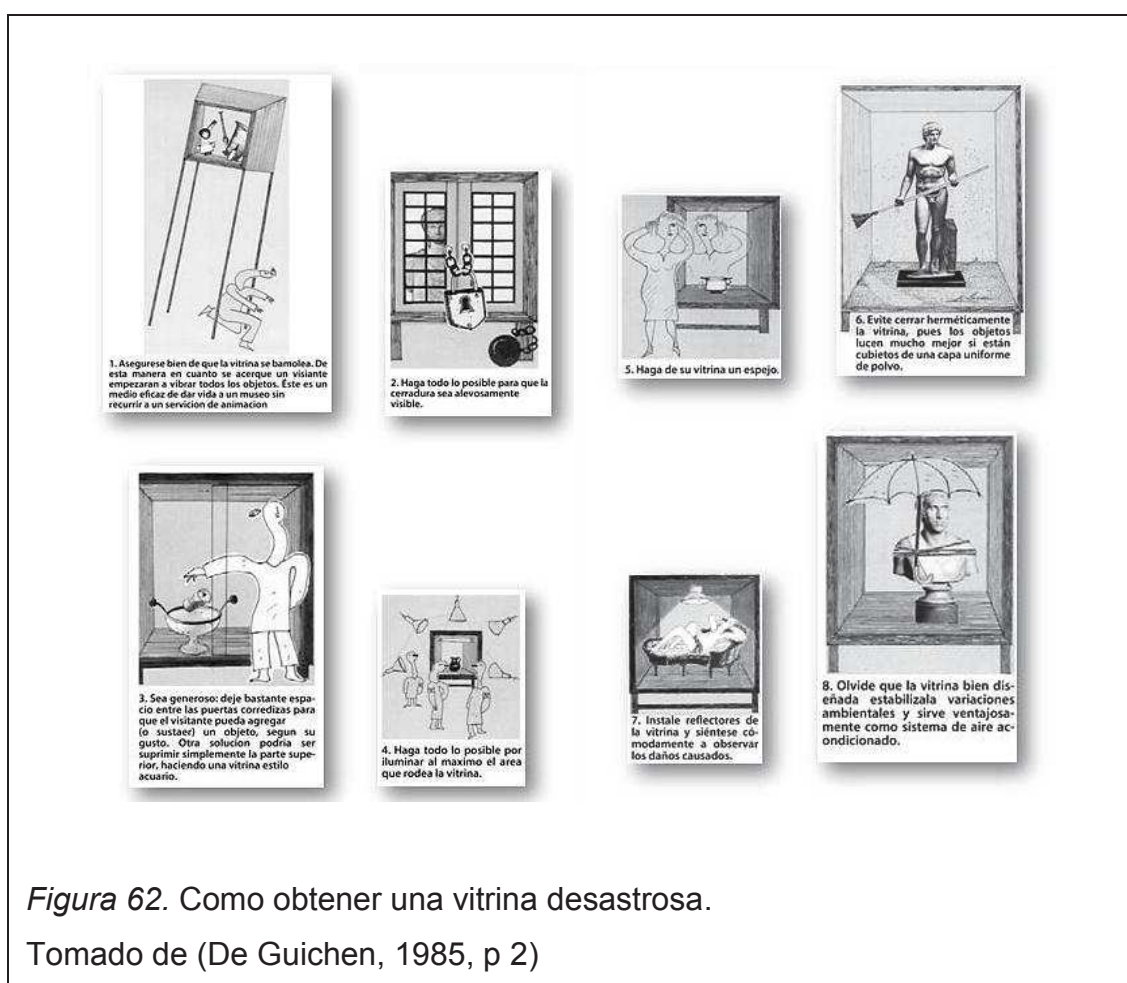 1. Asegurese bien de que la vitrina se bamolea. De
esta manera en cuanto se acerque un visiante
empezaran a vibrar todos los objetos. Éste es un
medio eficaz de dar vida a un museo sin
recurrir a un servicion de animacion
2. Haga todo lo posible para que la
cerradura sea alevosamente
visible.
3. Sea generoso: deje bastante espa-
cio entre las puertas corredizas para
que el visitante pueda agregar
(o sustaer) un objeto, segun su
gusto. Otra solucion podria ser
suprimir simplemente la parte supe-
rior, haciendo una vitrina estilo
acuario.
4. Haga todo lo posible por
iluminar al maximo el area
que rodea la vitrina.
5. Haga de su vitrina un espejo.
6. Evite cerrar herméticamente
la vitrina, pues los objetos
lucen mucho mejor si están
cubietos de una capa uniforme
de polvo.
7. Instale reflectores de
la vitrina y siéntese có-
modamente a observar
los daños causados.
8. Olvide que la vitrina bien dis-
eñada estabilizala variaciones
ambientales y sirve ventajosa-
mente como sistema de aire ac-
ondicionado.
Figura 62. Como obtener una vitrina desastrosa.
Tomado de (De Guichen, 1985, p 2)